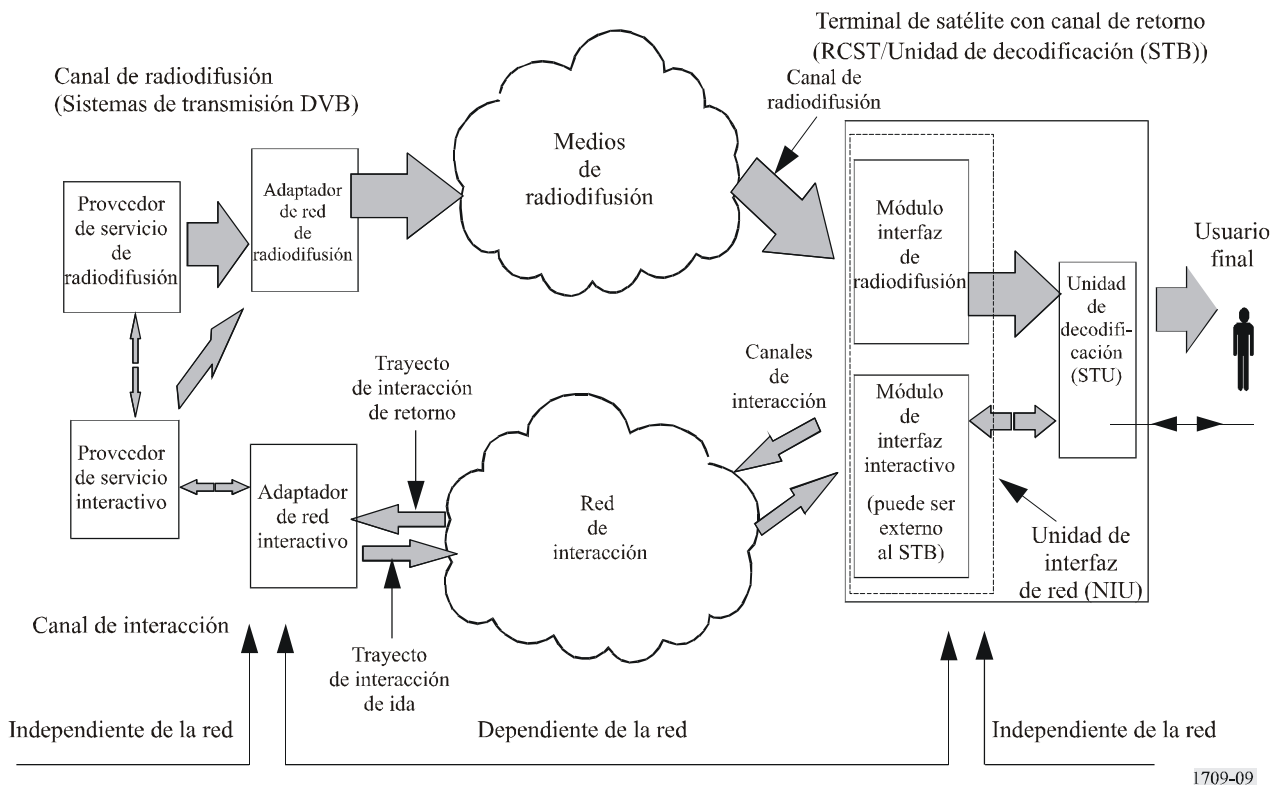 Terminal de satélite con canal de retorno
(RCST/Unidad de decodificación (STB))
Canal de radiodifusión
(Sistemas de transmisión DVB)
Canal de
radiodifusión
Medios
de
radiodifusión
Proveedor
de servicio
de
radiodifusión
Adaptador
de red
de
radiodifusión
Módulo
interfaz
de
radiodifusión
Usuario
final
Unidad
de
decodifi-
cación
(STU)
Trayecto
de interacción
de retorno
Canales
de
interacción
Proveedor
de servicio
interactivo
Adaptador
de red
interactivo
Red
de
interacción
Módulo
de
interfaz
interactivo
(puede ser
externo
al STB)
Unidad de
interfaz
de red (NIU)
Canal de interacción
Trayecto
de interacción
de ida
Independiente de la red
Dependiente de la red
Independiente de la red
1709-09